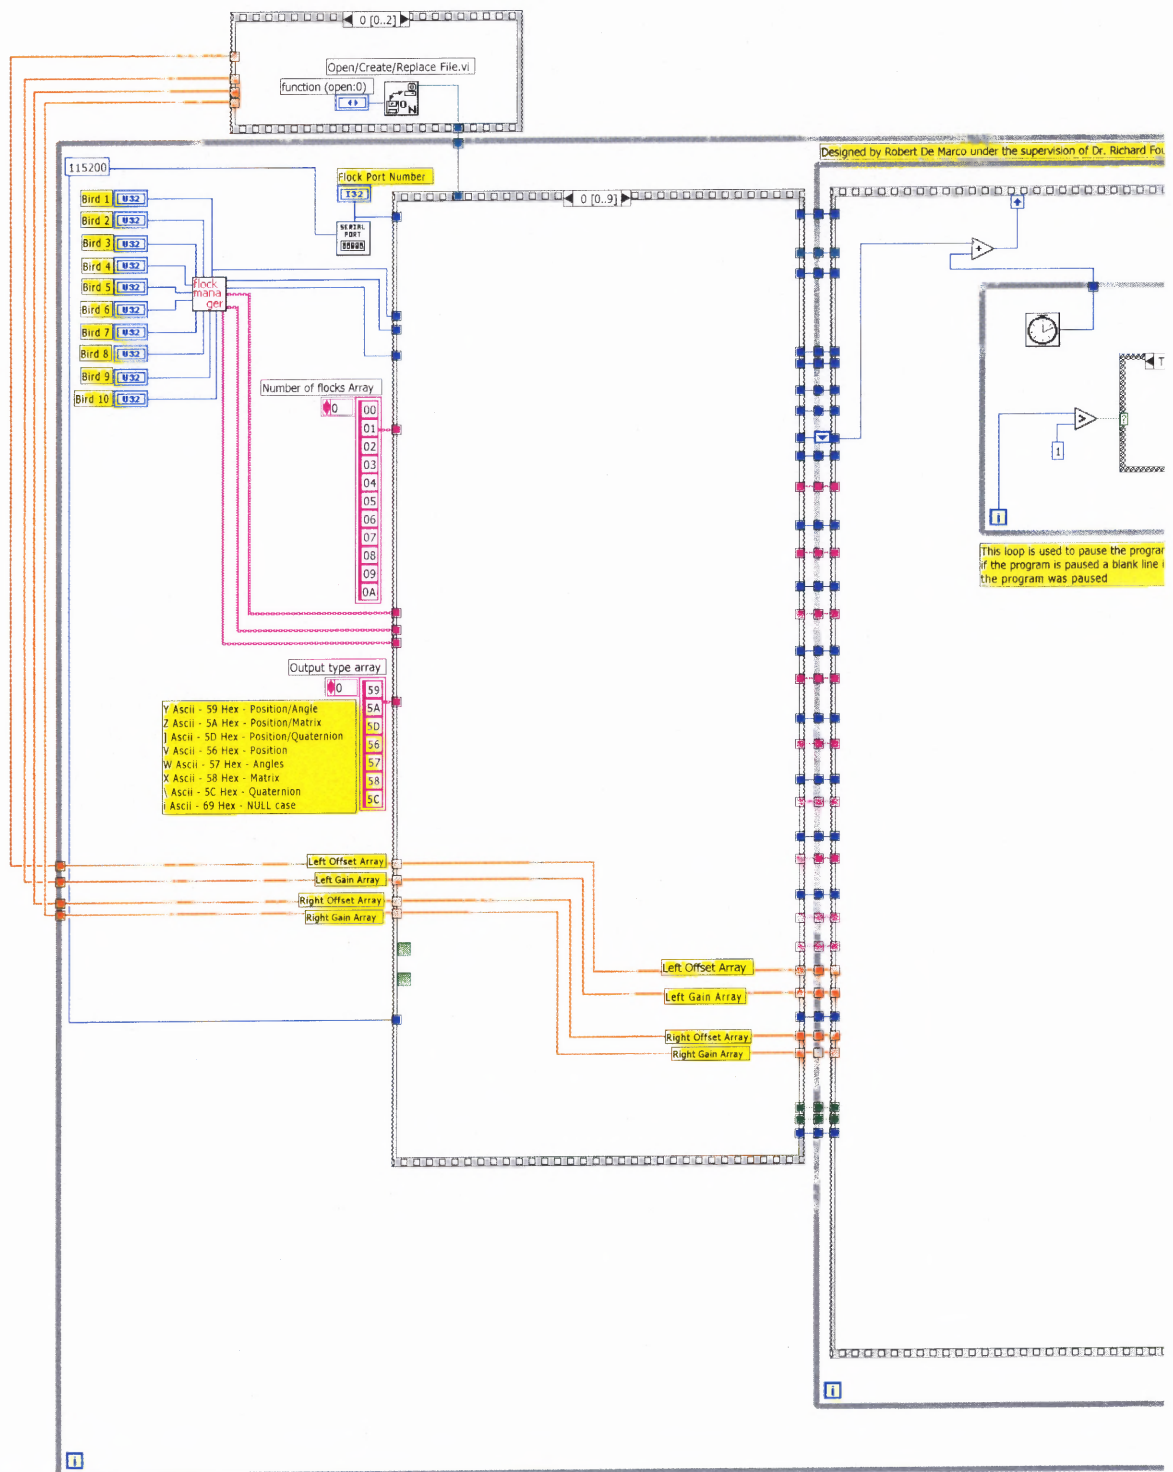 0 [0..2]
Open/Create/Replace File.vi
function (open:0)
N
Designed by Robert De Marco under the supervision of Dr. Richard
115200
Flock Port Number
I32
SERIAL
PORT
0 [0..9]
Bird 1 U32
Bird 2 U32
Bird 3 U32
Bird 4 U32
Bird 5 U32
Bird 6 U32
Bird 7 U32
Bird 8 U32
Bird 9 U32
Bird 10 U32
flock
mana
ger
+
T
>
?
1
i
Number of flocks Array
0
00
01
02
03
04
05
06
07
08
09
0A
This loop is used to pause the
if the program is paused a blank line
the program was paused
Output type array
0
59
5A
5D
56
57
58
5C
Y Ascii - 59 Hex - Position/Angle
Z Ascii - 5A Hex - Position/Matrix
] Ascii - 5D Hex - Position/Quaternion
V Ascii - 56 Hex - Position
W Ascii - 57 Hex - Angles
X Ascii - 58 Hex - Matrix
\ Ascii - 5C Hex - Quaternion
i Ascii - 69 Hex - NULL case
Left Offset Array
Left Gain Array
Right Offset Array
Right Gain Array
Left Offset Array
Left Gain Array
Right Offset Array
Right Gain Array
i
i